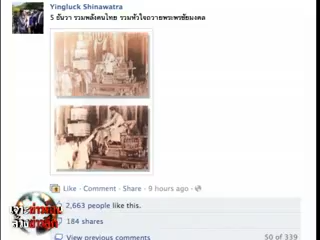 Yingluck Shinawatra
5 ธันวา รวมพลังคนไทย รวมหัวใจถวายพระพรชัยมงคล
Like · Comment · Share · 9 hours ago ·
2,663 people like this.
184 shares
View previous comments
50 of 339